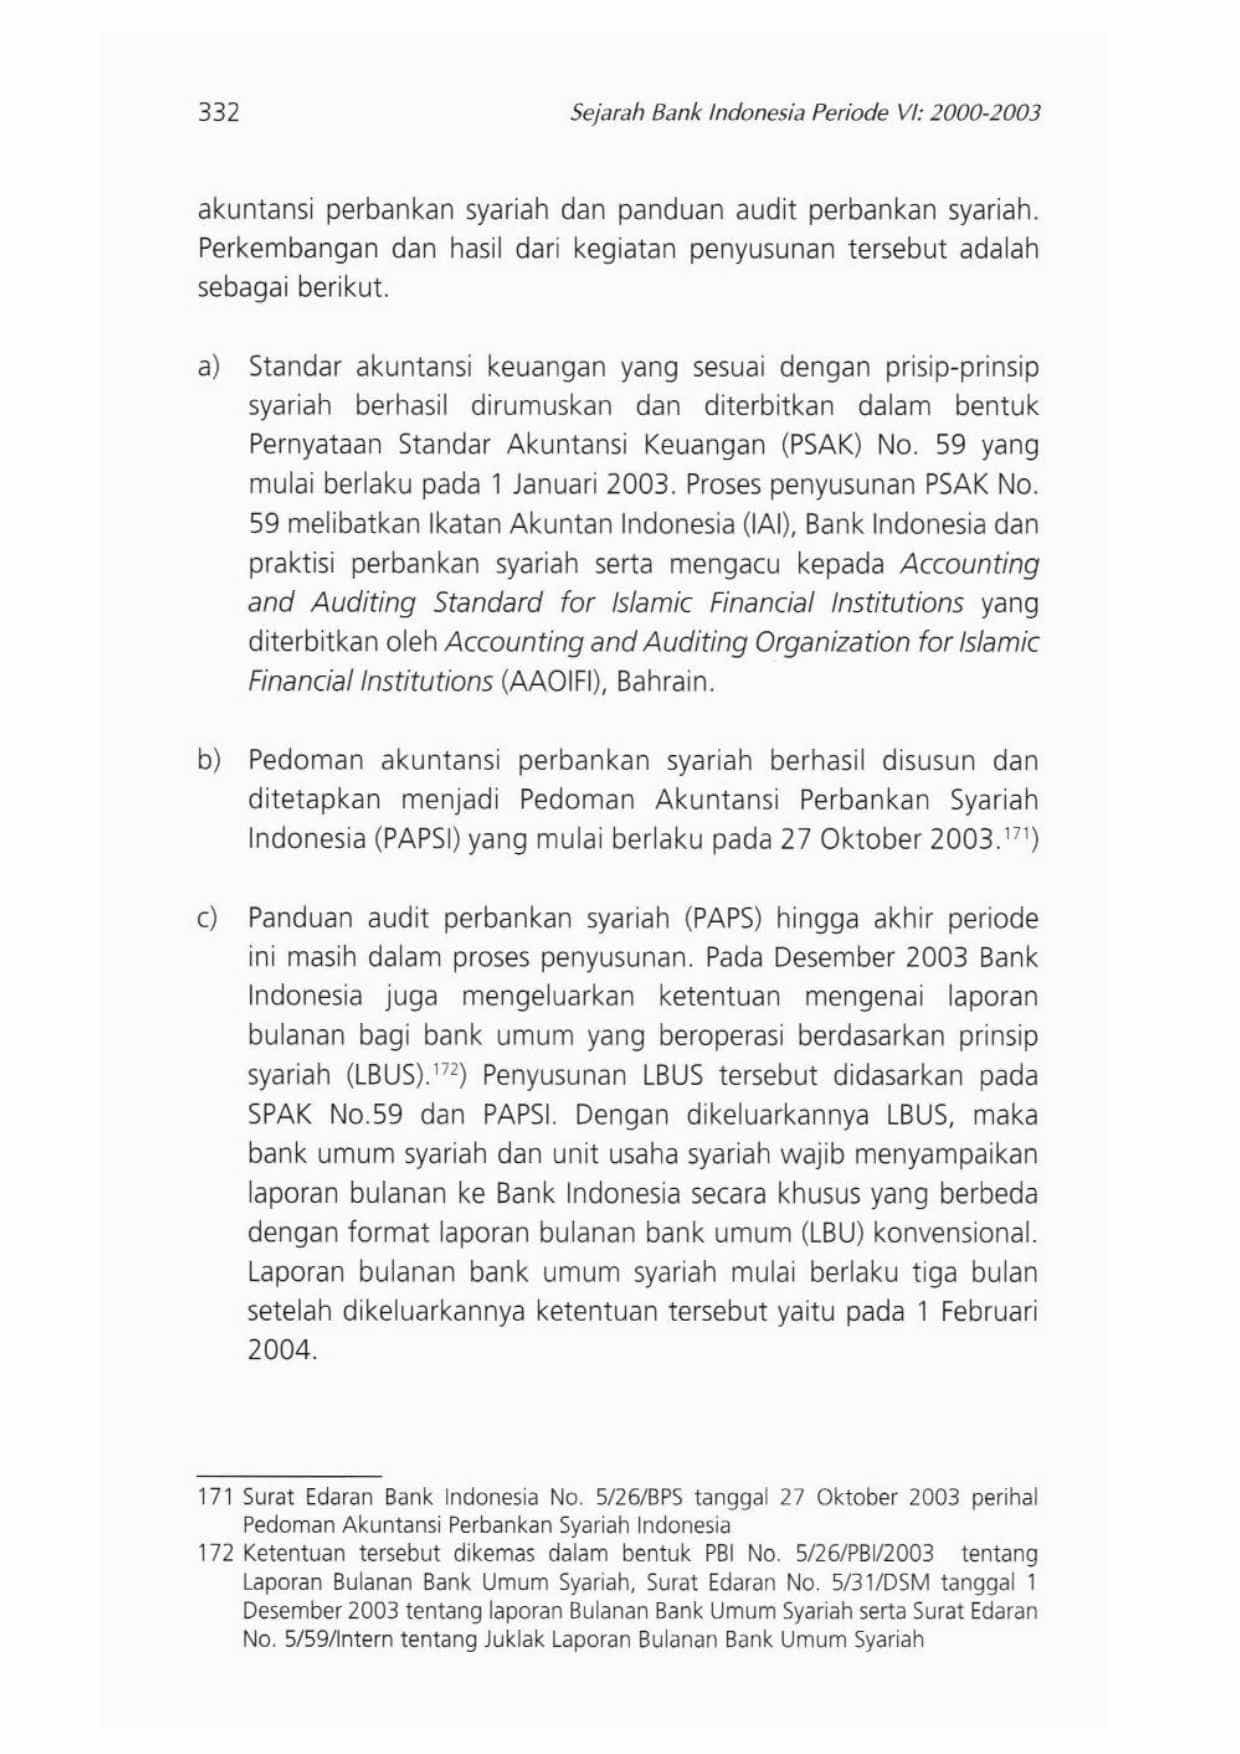 332
Sejarah Bank Indonesia Periode VI: 2000-2003
akuntansi perbankan syariah dan panduan audit perbankan syariah.
Perkembangan dan hasil dari kegiatan penyusunan tersebut adalah
sebagai berikut.
a) Standar akuntansi keuangan yang sesuai dengan prisip-prinsip
syariah berhasil dirumuskan dan diterbitkan dalam bentuk
Pernyataan Standar Akuntansi Keuangan (PSAK) No. 59 yang
mulai berlaku pada 1 Januari 2003. Proses penyusunan PSAK No.
59 melibatkan Ikatan Akuntan Indonesia (IAI), Bank Indonesia dan
praktisi perbankan syariah serta mengacu kepada Accounting
and Auditing Standard for Islamic Financial Institutions yang
diterbitkan oleh Accounting and Auditing Organization for Islamic
Financial Institutions (AAOIFI), Bahrain.
b) Pedoman akuntansi perbankan syariah berhasil disusun dan
ditetapkan menjadi Pedoman Akuntansi Perbankan Syariah
Indonesia (PAPSI) yang mulai berlaku pada 27 Oktober 2003.171)
c) Panduan audit perbankan syariah (PAPS) hingga akhir periode
ini masih dalam proses penyusunan. Pada Desember 2003 Bank
Indonesia juga mengeluarkan ketentuan mengenai laporan
bulanan bagi bank umum yang beroperasi berdasarkan prinsip
syariah (LBUS).172) Penyusunan LBUS tersebut didasarkan pada
SPAK No.59 dan PAPSI. Dengan dikeluarkannya LBUS, maka
bank umum syariah dan unit usaha syariah wajib menyampaikan
laporan bulanan ke Bank Indonesia secara khusus yang berbeda
dengan format laporan bulanan bank umum (LBU) konvensional.
Laporan bulanan bank umum syariah mulai berlaku tiga bulan
setelah dikeluarkannya ketentuan tersebut yaitu pada 1 Februari
2004.
171 Surat Edaran Bank Indonesia No. 5/26/BPS tanggal 27 Oktober 2003 perihal
Pedoman Akuntansi Perbankan Syariah Indonesia
172 Ketentuan tersebut dikemas dalam bentuk PBI No. 5/26/PBI/2003 tentang
Laporan Bulanan Bank Umum Syariah, Surat Edaran No. 5/31/DSM tanggal 1
Desember 2003 tentang laporan Bulanan Bank Umum Syariah serta Surat Edaran
No. 5/59/Intern tentang Juklak Laporan Bulanan Bank Umum Syariah